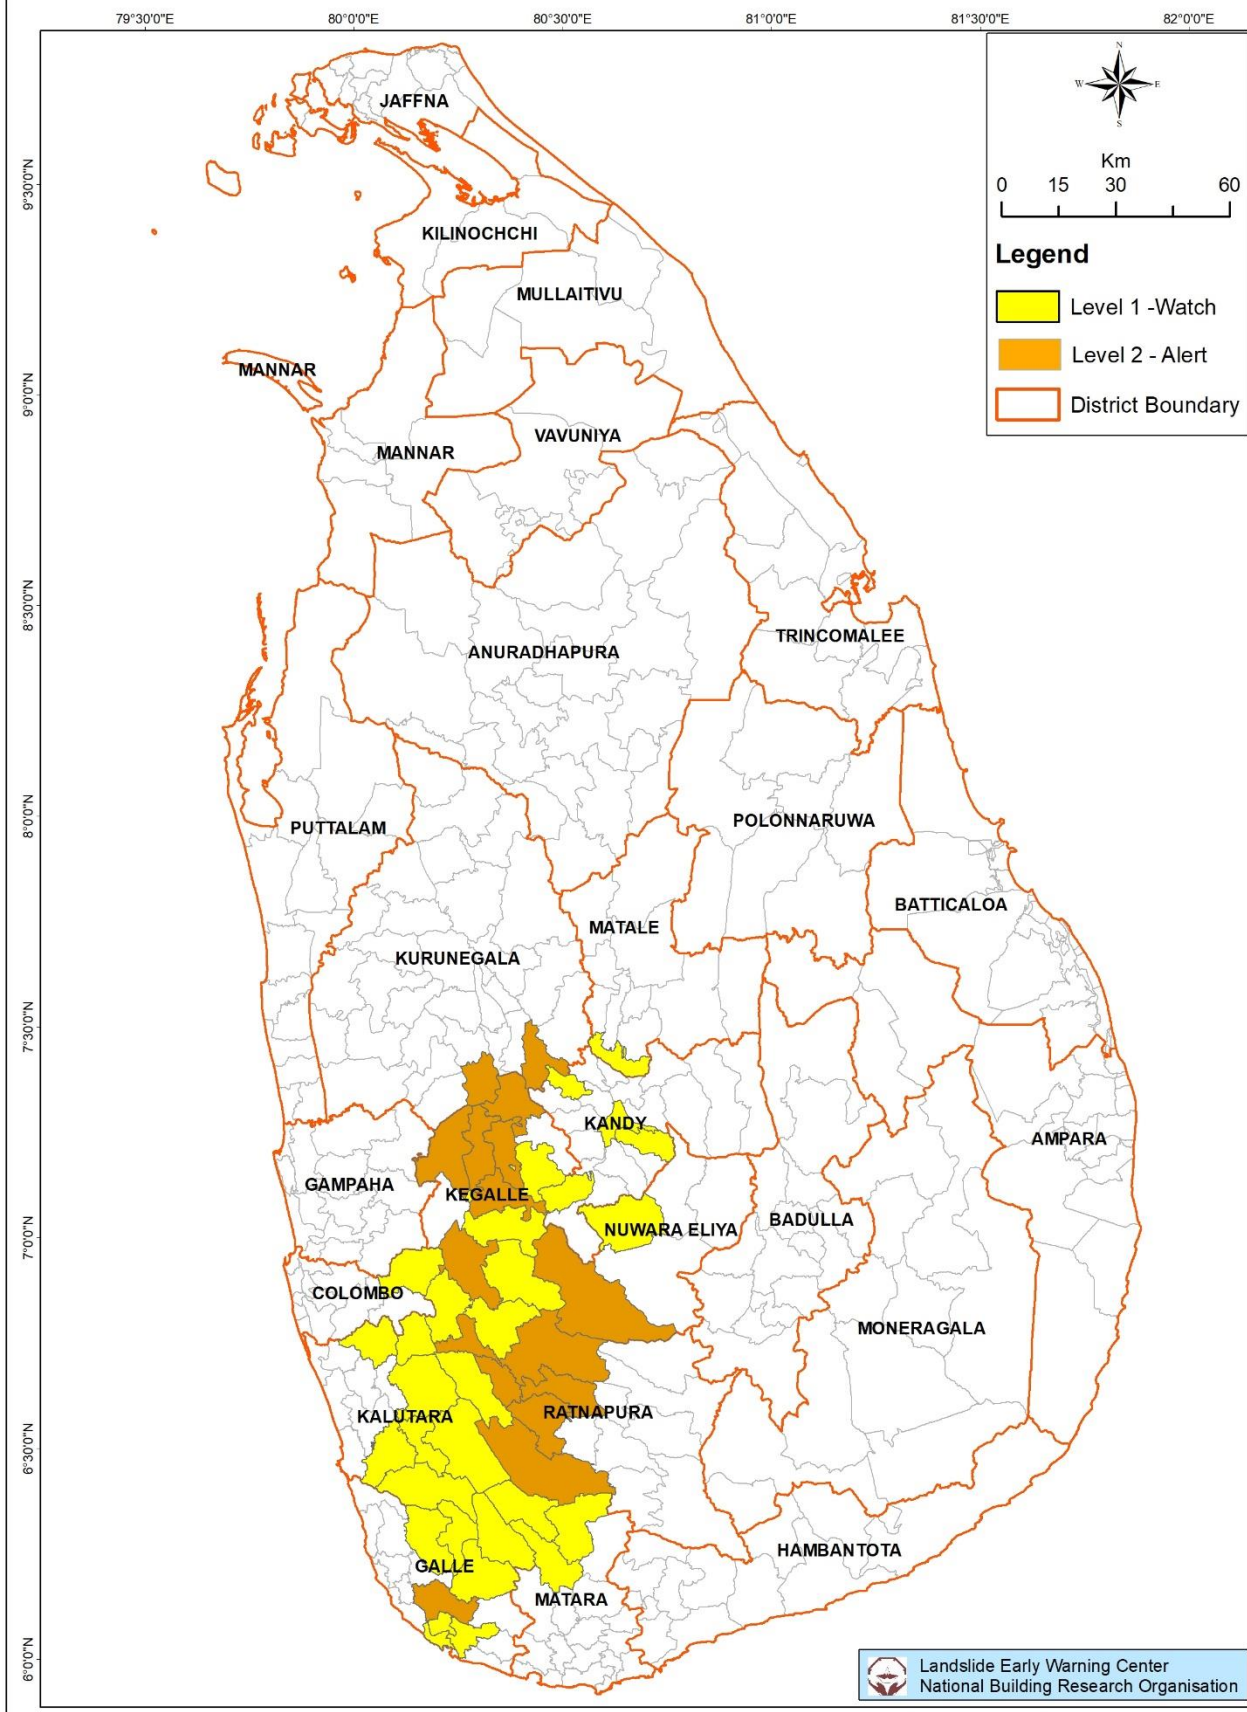 79°30'0"E
80°0'0"E
80°30'0"E
81°0'0"E
81°30'0"E
82°0'0"E
N
W
E
S
Km
0
15
30
60
Legend
Level 1 -Watch
Level 2 - Alert
District Boundary
9°30'0"N
9°0'0"N
8°30'0"N
8°0'0"N
7°30'0"N
7°0'0"N
6°30'0"N
6°0'0"N
JAFFNA
KILINOCHCHI
MULLAITIVU
MANNAR
VAVUNIYA
MANNAR
TRINCOMALEE
ANURADHAPURA
POLONNARUWA
PUTTALAM
BATTICALOA
MATALE
KURUNEGALA
KANDY
AMPARA
GAMPAHA
KEGALLE
BADULLA
NUWARA ELIYA
COLOMBO
MONERAGALA
RATNAPURA
KALUTARA
HAMBANTOTA
GALLE
MATARA
Landslide Early Warning Center
National Building Research Organisation